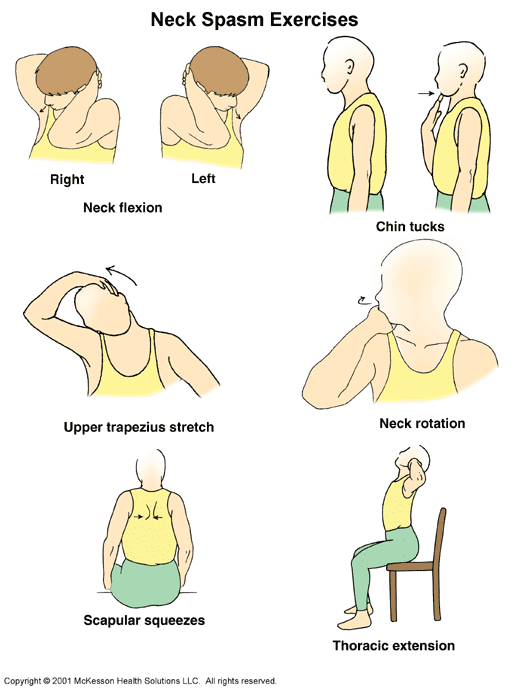 Neck Spasm Exercises
Right
Left
Neck flexion
Chin tucks
Upper trapezius stretch
Neck rotation
Scapular squeezes
Thoracic extension
Copyright © 2001 McKesson Health Solutions LLC. All rights reserved.